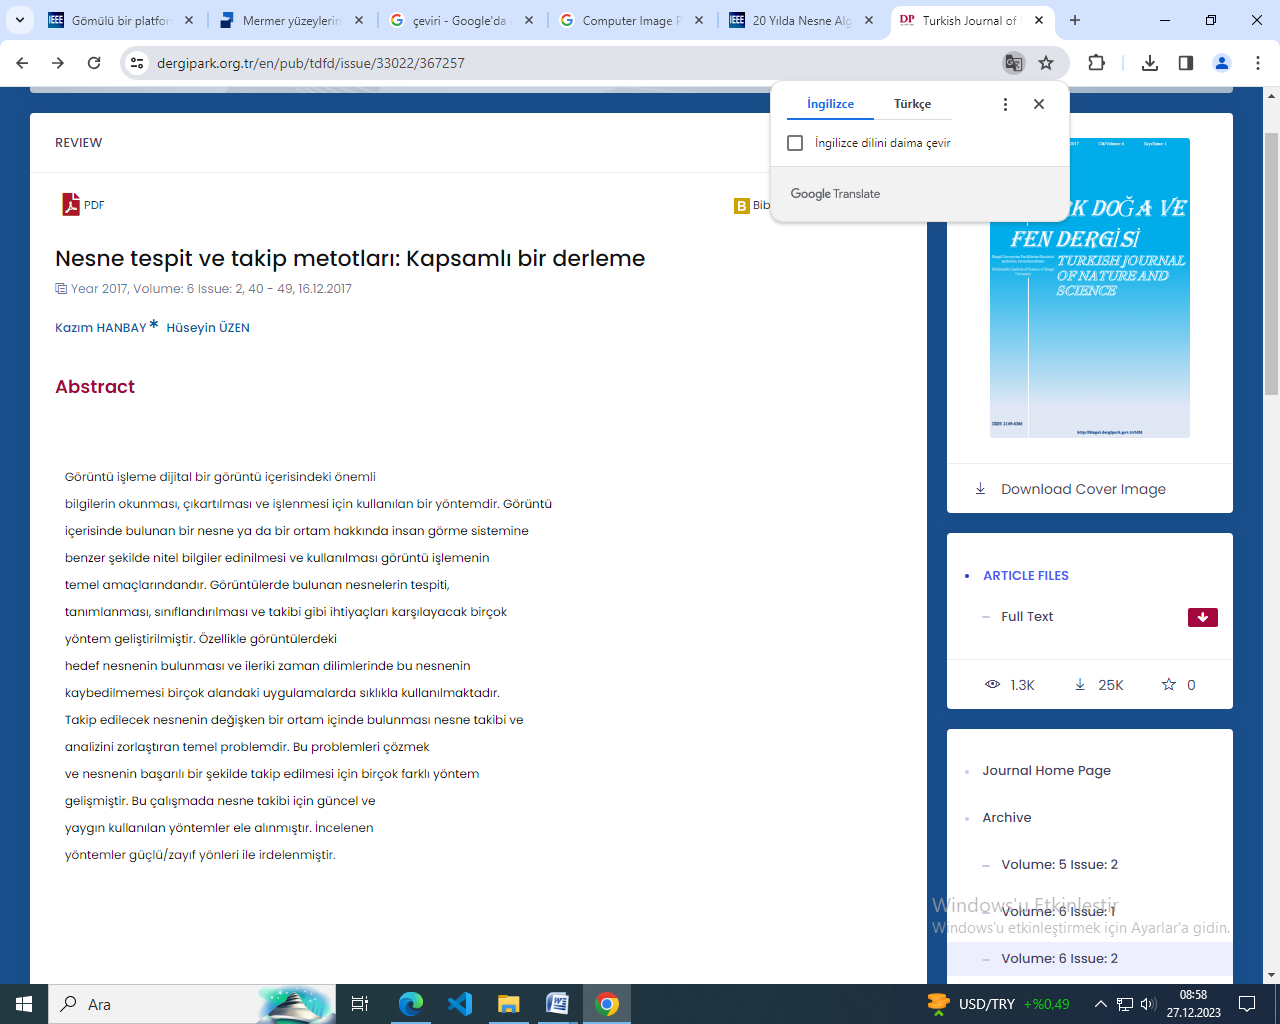 Gömülü bir platfor
Mermer yüzeylerin
çeviri - Google'da
Computer Image P
20 Yılda Nesne Alg
Turkish Journal of
dergipark.org.tr/en/pub/tdfd/issue/33022/367257
İngilizce
Türkçe
İngilizce dilini daima çevir
Google Translate
REVIEW
PDF
B Bib
Nesne tespit ve takip metotları: Kapsamlı bir derleme
Year 2017, Volume: 6 Issue: 2, 40 - 49, 16.12.2017
Kazım HANBAY * Hüseyin ÜZEN
Abstract
Görüntü işleme dijital bir görüntü içerisindeki önemli
bilgilerin okunması, çıkartılması ve işlenmesi için kullanılan bir yöntemdir. Görüntü
içerisinde bulunan bir nesne ya da bir ortam hakkında insan görme sistemine
benzer şekilde nitel bilgiler edinilmesi ve kullanılması görüntü işlemenin
temel amaçlarındandır. Görüntülerde bulunan nesnelerin tespiti,
tanımlanması, sınıflandırılması ve takibi gibi ihtiyaçları karşılayacak birçok
yöntem geliştirilmiştir. Özellikle görüntülerdeki
hedef nesnenin bulunması ve ileriki zaman dilimlerinde bu nesnenin
kaybedilmemesi birçok alandaki uygulamalarda sıklıkla kullanılmaktadır.
Takip edilecek nesnenin değişken bir ortam içinde bulunması nesne takibi ve
analizini zorlaştıran temel problemdir. Bu problemleri çözmek
ve nesnenin başarılı bir şekilde takip edilmesi için birçok farklı yöntem
gelişmiştir. Bu çalışmada nesne takibi için güncel ve
yaygın kullanılan yöntemler ele alınmıştır. İncelenen
yöntemler güçlü/zayıf yönleri ile irdelenmiştir.
RK DOĞA VE
FEN DERGİSİ
TURKISH JOURNAL
OF NATURE AND
SCIENCE
Download Cover Image
ARTICLE FILES
Full Text
1.3K
25K
0
Journal Home Page
Archive
Volume: 5 Issue: 2
Volume: 6 Issue: 1
Volume: 6 Issue: 2
Windows'u Etkinleştir
Windows'u etkinleştirmek için Ayarlar'a gidin.
Ara
USD/TRY +%0,49
08:58
27.12.2023